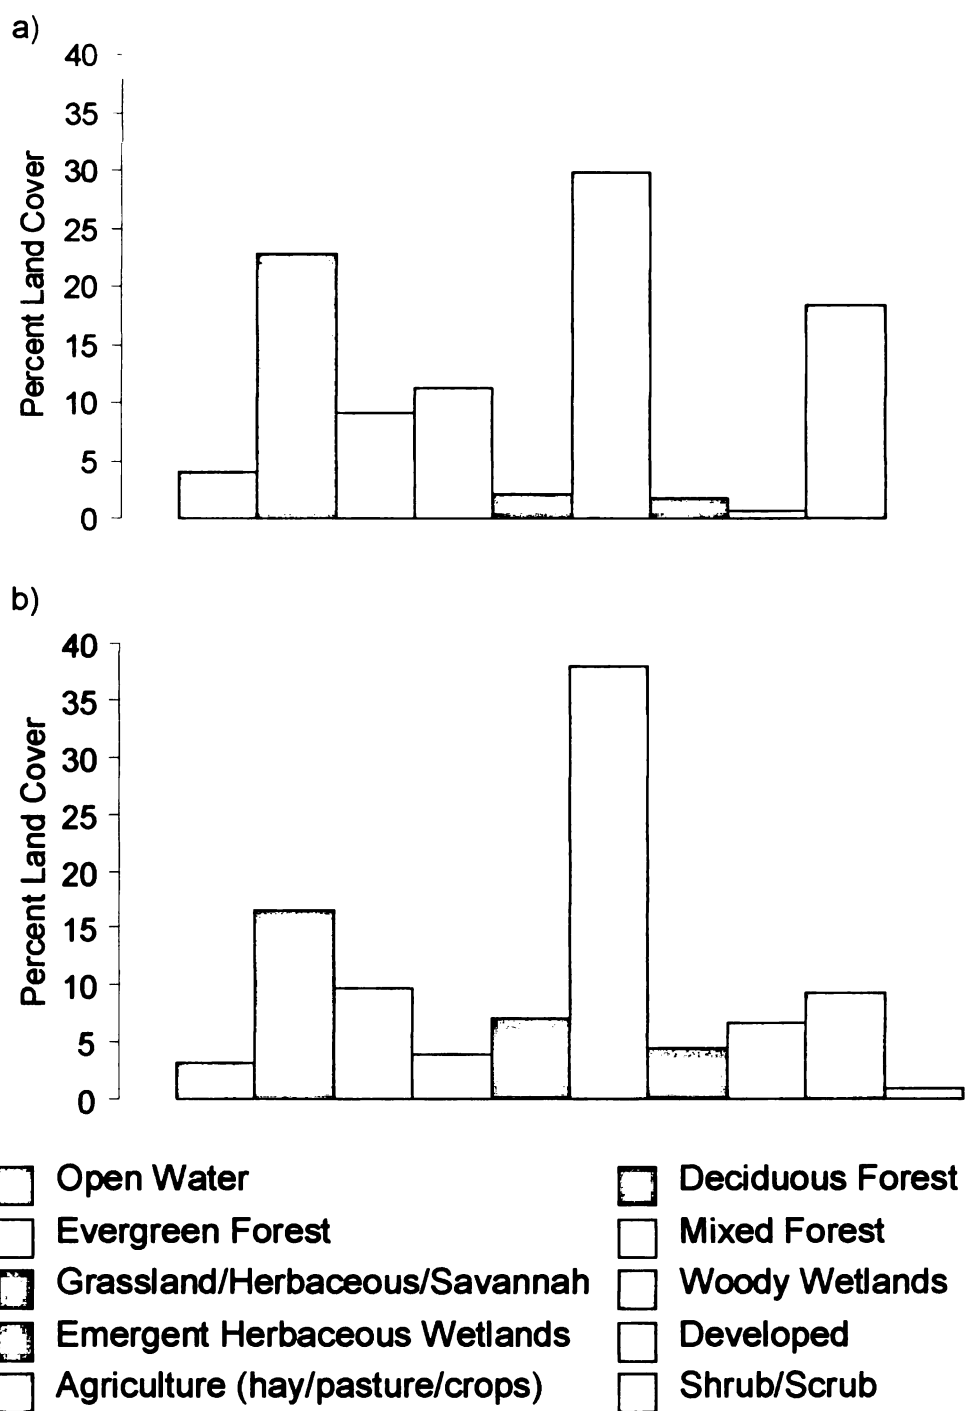 a)
40
35
30
25
20
15
10
5
0
Percent Land Cover
b)
40
35
30
25
20
15
10
5
0
Percent Land Cover
Open Water
Deciduous Forest
Evergreen Forest
Mixed Forest
Grassland/Herbaceous/Savannah
Woody Wetlands
Emergent Herbaceous Wetlands
Developed
Agriculture (hay/pasture/crops)
Shrub/Scrub